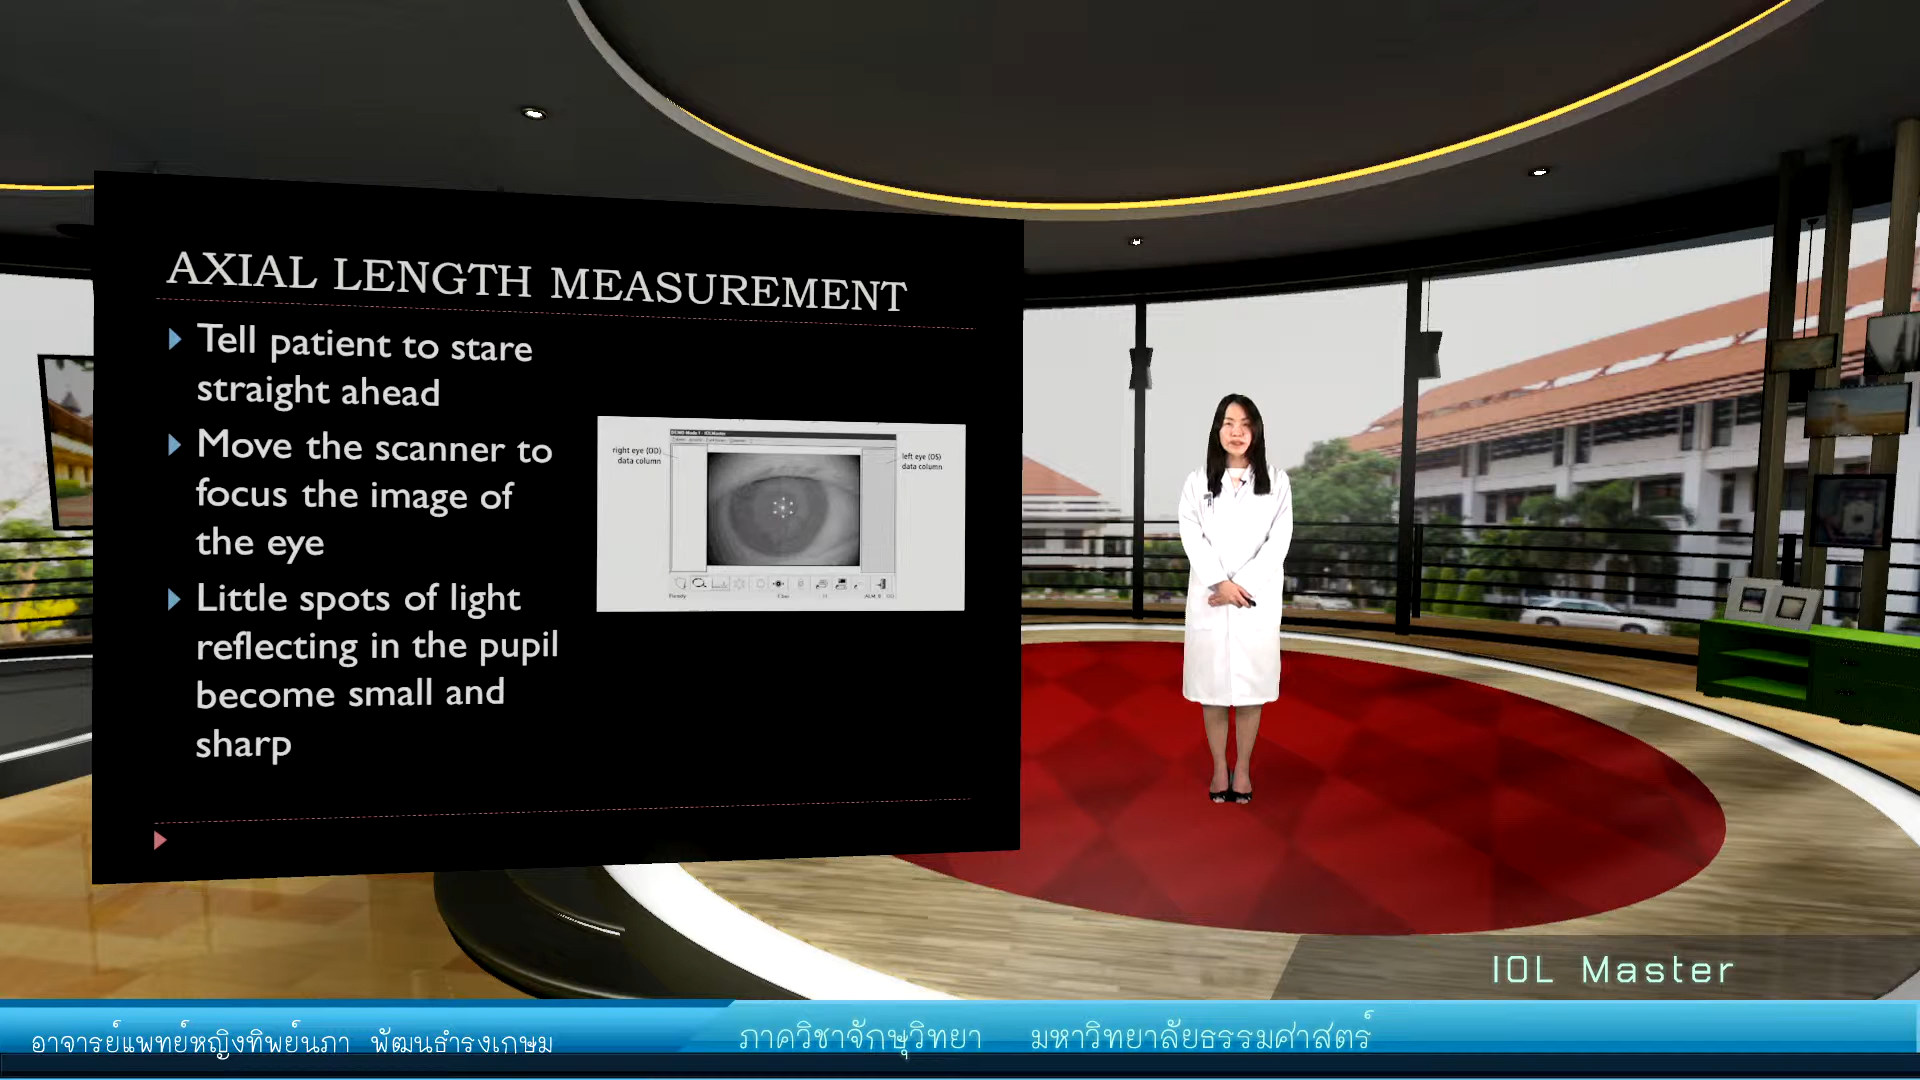 AXIAL LENGTH MEASUREMENT
Tell patient to stare
straight ahead
Move the scanner to
focus the image of
the eye
Little spots of light
reflecting in the pupil
become small and
sharp
right eye (OD)
data column
left eye (OS)
data column
IOL Master
อาจารย์แพทย์หญิงทิพย์นภา พัฒนธำรงเกษม
ภาควิชาจักษุวิทยา มหาวิทยาลัยธรรมศาสตร์